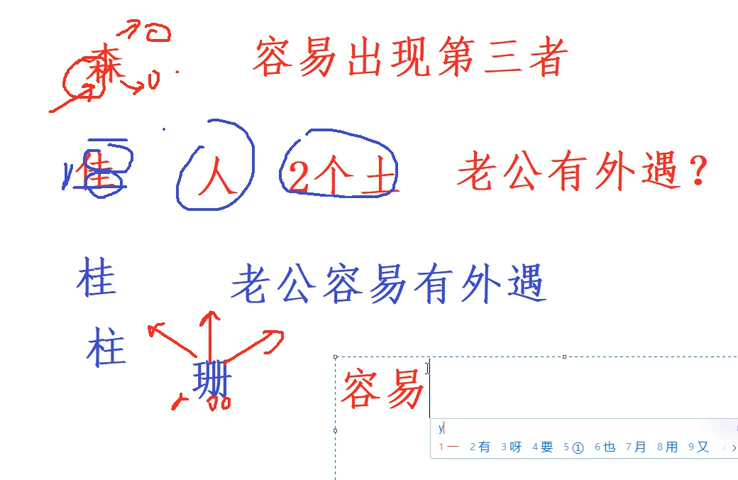 森 容易出现第三者
佳 人 2个土 老公有外遇？
桂 老公容易有外遇
柱
珊
容易
y
1一 2有 3呀 4要 5① 6也 7月 8用 9又